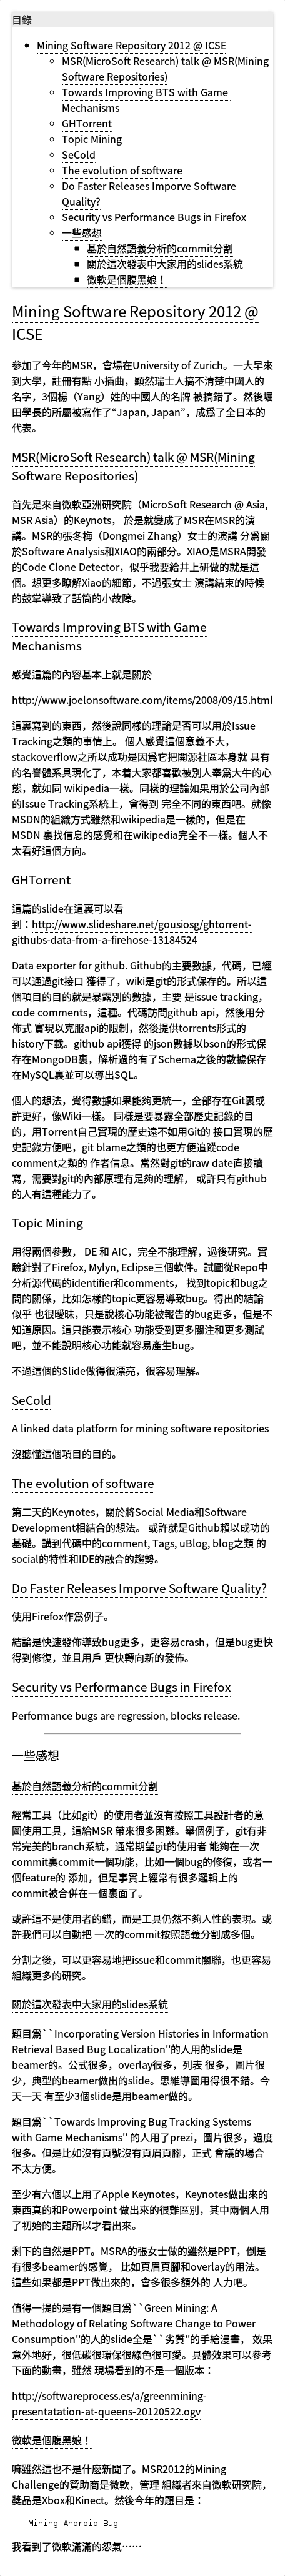 目錄
Mining Software Repository 2012 @ ICSE
MSR(MicroSoft Research) talk @ MSR(Mining
Software Repositories)
Towards Improving BTS with Game
Mechanisms
GHTorrent
Topic Mining
SeCold
The evolution of software
Do Faster Releases Imporve Software
Quality?
Security vs Performance Bugs in Firefox
一些感想
基於自然語義分析的commit分割
關於這次發表中大家用的slides系統
微軟是個腹黑娘！
Mining Software Repository 2012 @
ICSE
參加了今年的MSR，會場在University of Zurich。一大早來
到大學，註冊有點 小插曲，顯然瑞士人搞不清楚中國人的
名字，3個楊（Yang）姓的中國人的名牌 被搞錯了。然後堀
田學長的所屬被寫作了“Japan, Japan”，成爲了全日本的
代表。
MSR(MicroSoft Research) talk @ MSR(Mining
Software Repositories)
首先是來自微軟亞洲研究院（MicroSoft Research @ Asia,
MSR Asia）的Keynots， 於是就變成了MSR在MSR的演
講。MSR的張冬梅（Dongmei Zhang）女士的演講 分爲關
於Software Analysis和XIAO的兩部分。XIAO是MSRA開發
的Code Clone Detector，似乎我要給井上研做的就是這
個。想更多瞭解Xiao的細節，不過張女士 演講結束的時候
的鼓掌導致了話筒的小故障。
Towards Improving BTS with Game
Mechanisms
感覺這篇的內容基本上就是關於
http://www.joelonsoftware.com/items/2008/09/15.html
這裏寫到的東西，然後說同樣的理論是否可以用於Issue
Tracking之類的事情上。 個人感覺這個意義不大，
stackoverflow之所以成功是因爲它把開源社區本身就 具有
的名譽體系具現化了，本着大家都喜歡被別人奉爲大牛的心
態，就如同 wikipedia一樣。同樣的理論如果用於公司內部
的Issue Tracking系統上，會得到 完全不同的東西吧。就像
MSDN的組織方式雖然和wikipedia是一樣的，但是在
MSDN 裏找信息的感覺和在wikipedia完全不一樣。個人不
太看好這個方向。
GHTorrent
這篇的slide在這裏可以看
到：http://www.slideshare.net/gousiosg/ghtorrent-
githubs-data-from-a-firehose-13184524
Data exporter for github. Github的主要數據，代碼，已經
可以通過git接口 獲得了，wiki是git的形式保存的。所以這
個項目的目的就是暴露別的數據，主要 是issue tracking，
code comments，這種。代碼訪問github api，然後用分
佈式 實現以克服api的限制，然後提供torrents形式的
history下載。github api獲得 的json數據以bson的形式保
存在MongoDB裏，解析過的有了Schema之後的數據保存
在MySQL裏並可以導出SQL。
個人的想法，覺得數據如果能夠更統一，全部存在Git裏或
許更好，像Wiki一樣。 同樣是要暴露全部歷史記錄的目
的，用Torrent自己實現的歷史遠不如用Git的 接口實現的歷
史記錄方便吧，git blame之類的也更方便追蹤code
comment之類的 作者信息。當然對git的raw date直接讀
寫，需要對git的內部原理有足夠的理解， 或許只有github
的人有這種能力了。
Topic Mining
用得兩個參數， DE 和 AIC，完全不能理解，過後研究。實
驗針對了Firefox, Mylyn, Eclipse三個軟件。試圖從Repo中
分析源代碼的identifier和comments， 找到topic和bug之
間的關係，比如怎樣的topic更容易導致bug。得出的結論
似乎 也很曖昧，只是說核心功能被報告的bug更多，但是不
知道原因。這只能表示核心 功能受到更多關注和更多測試
吧，並不能說明核心功能就容易產生bug。
不過這個的Slide做得很漂亮，很容易理解。
SeCold
A linked data platform for mining software repositories
沒聽懂這個項目的目的。
The evolution of software
第二天的Keynotes，關於將Social Media和Software
Development相結合的想法。 或許就是Github賴以成功的
基礎。講到代碼中的comment, Tags, uBlog, blog之類 的
social的特性和IDE的融合的趨勢。
Do Faster Releases Imporve Software Quality?
使用Firefox作爲例子。
結論是快速發佈導致bug更多，更容易crash，但是bug更快
得到修復，並且用戶 更快轉向新的發佈。
Security vs Performance Bugs in Firefox
Performance bugs are regression, blocks release.
一些感想
基於自然語義分析的commit分割
經常工具（比如git）的使用者並沒有按照工具設計者的意
圖使用工具，這給MSR 帶來很多困難。舉個例子，git有非
常完美的branch系統，通常期望git的使用者 能夠在一次
commit裏commit一個功能，比如一個bug的修復，或者一
個feature的 添加，但是事實上經常有很多邏輯上的
commit被合併在一個裏面了。
或許這不是使用者的錯，而是工具仍然不夠人性的表現。或
許我們可以自動把 一次的commit按照語義分割成多個。
分割之後，可以更容易地把issue和commit關聯，也更容易
組織更多的研究。
關於這次發表中大家用的slides系統
題目爲``Incorporating Version Histories in Information
Retrieval Based Bug Localization''的人用的slide是
beamer的。公式很多，overlay很多，列表 很多，圖片很
少，典型的beamer做出的slide。思維導圖用得很不錯。今
天一天 有至少3個slide是用beamer做的。
題目爲``Towards Improving Bug Tracking Systems
with Game Mechanisms'' 的人用了prezi，圖片很多，過度
很多。但是比如沒有頁號沒有頁眉頁腳，正式 會議的場合
不太方便。
至少有六個以上用了Apple Keynotes，Keynotes做出來的
東西真的和Powerpoint 做出來的很難區別，其中兩個人用
了初始的主題所以才看出來。
剩下的自然是PPT。MSRA的張女士做的雖然是PPT，倒是
有很多beamer的感覺， 比如頁眉頁腳和overlay的用法。
這些如果都是PPT做出來的，會多很多額外的 人力吧。
值得一提的是有一個題目爲``Green Mining: A
Methodology of Relating Software Change to Power
Consumption''的人的slide全是``劣質''的手繪漫畫， 效果
意外地好，很低碳很環保很綠色很可愛。具體效果可以參考
下面的動畫，雖然 現場看到的不是一個版本：
http://softwareprocess.es/a/greenmining-
presentatation-at-queens-20120522.ogv
微軟是個腹黑娘！
嘛雖然這也不是什麼新聞了。MSR2012的Mining
Challenge的贊助商是微軟，管理 組織者來自微軟研究院，
獎品是Xbox和Kinect。然後今年的題目是：
Mining Android Bug
我看到了微軟滿滿的怨氣……